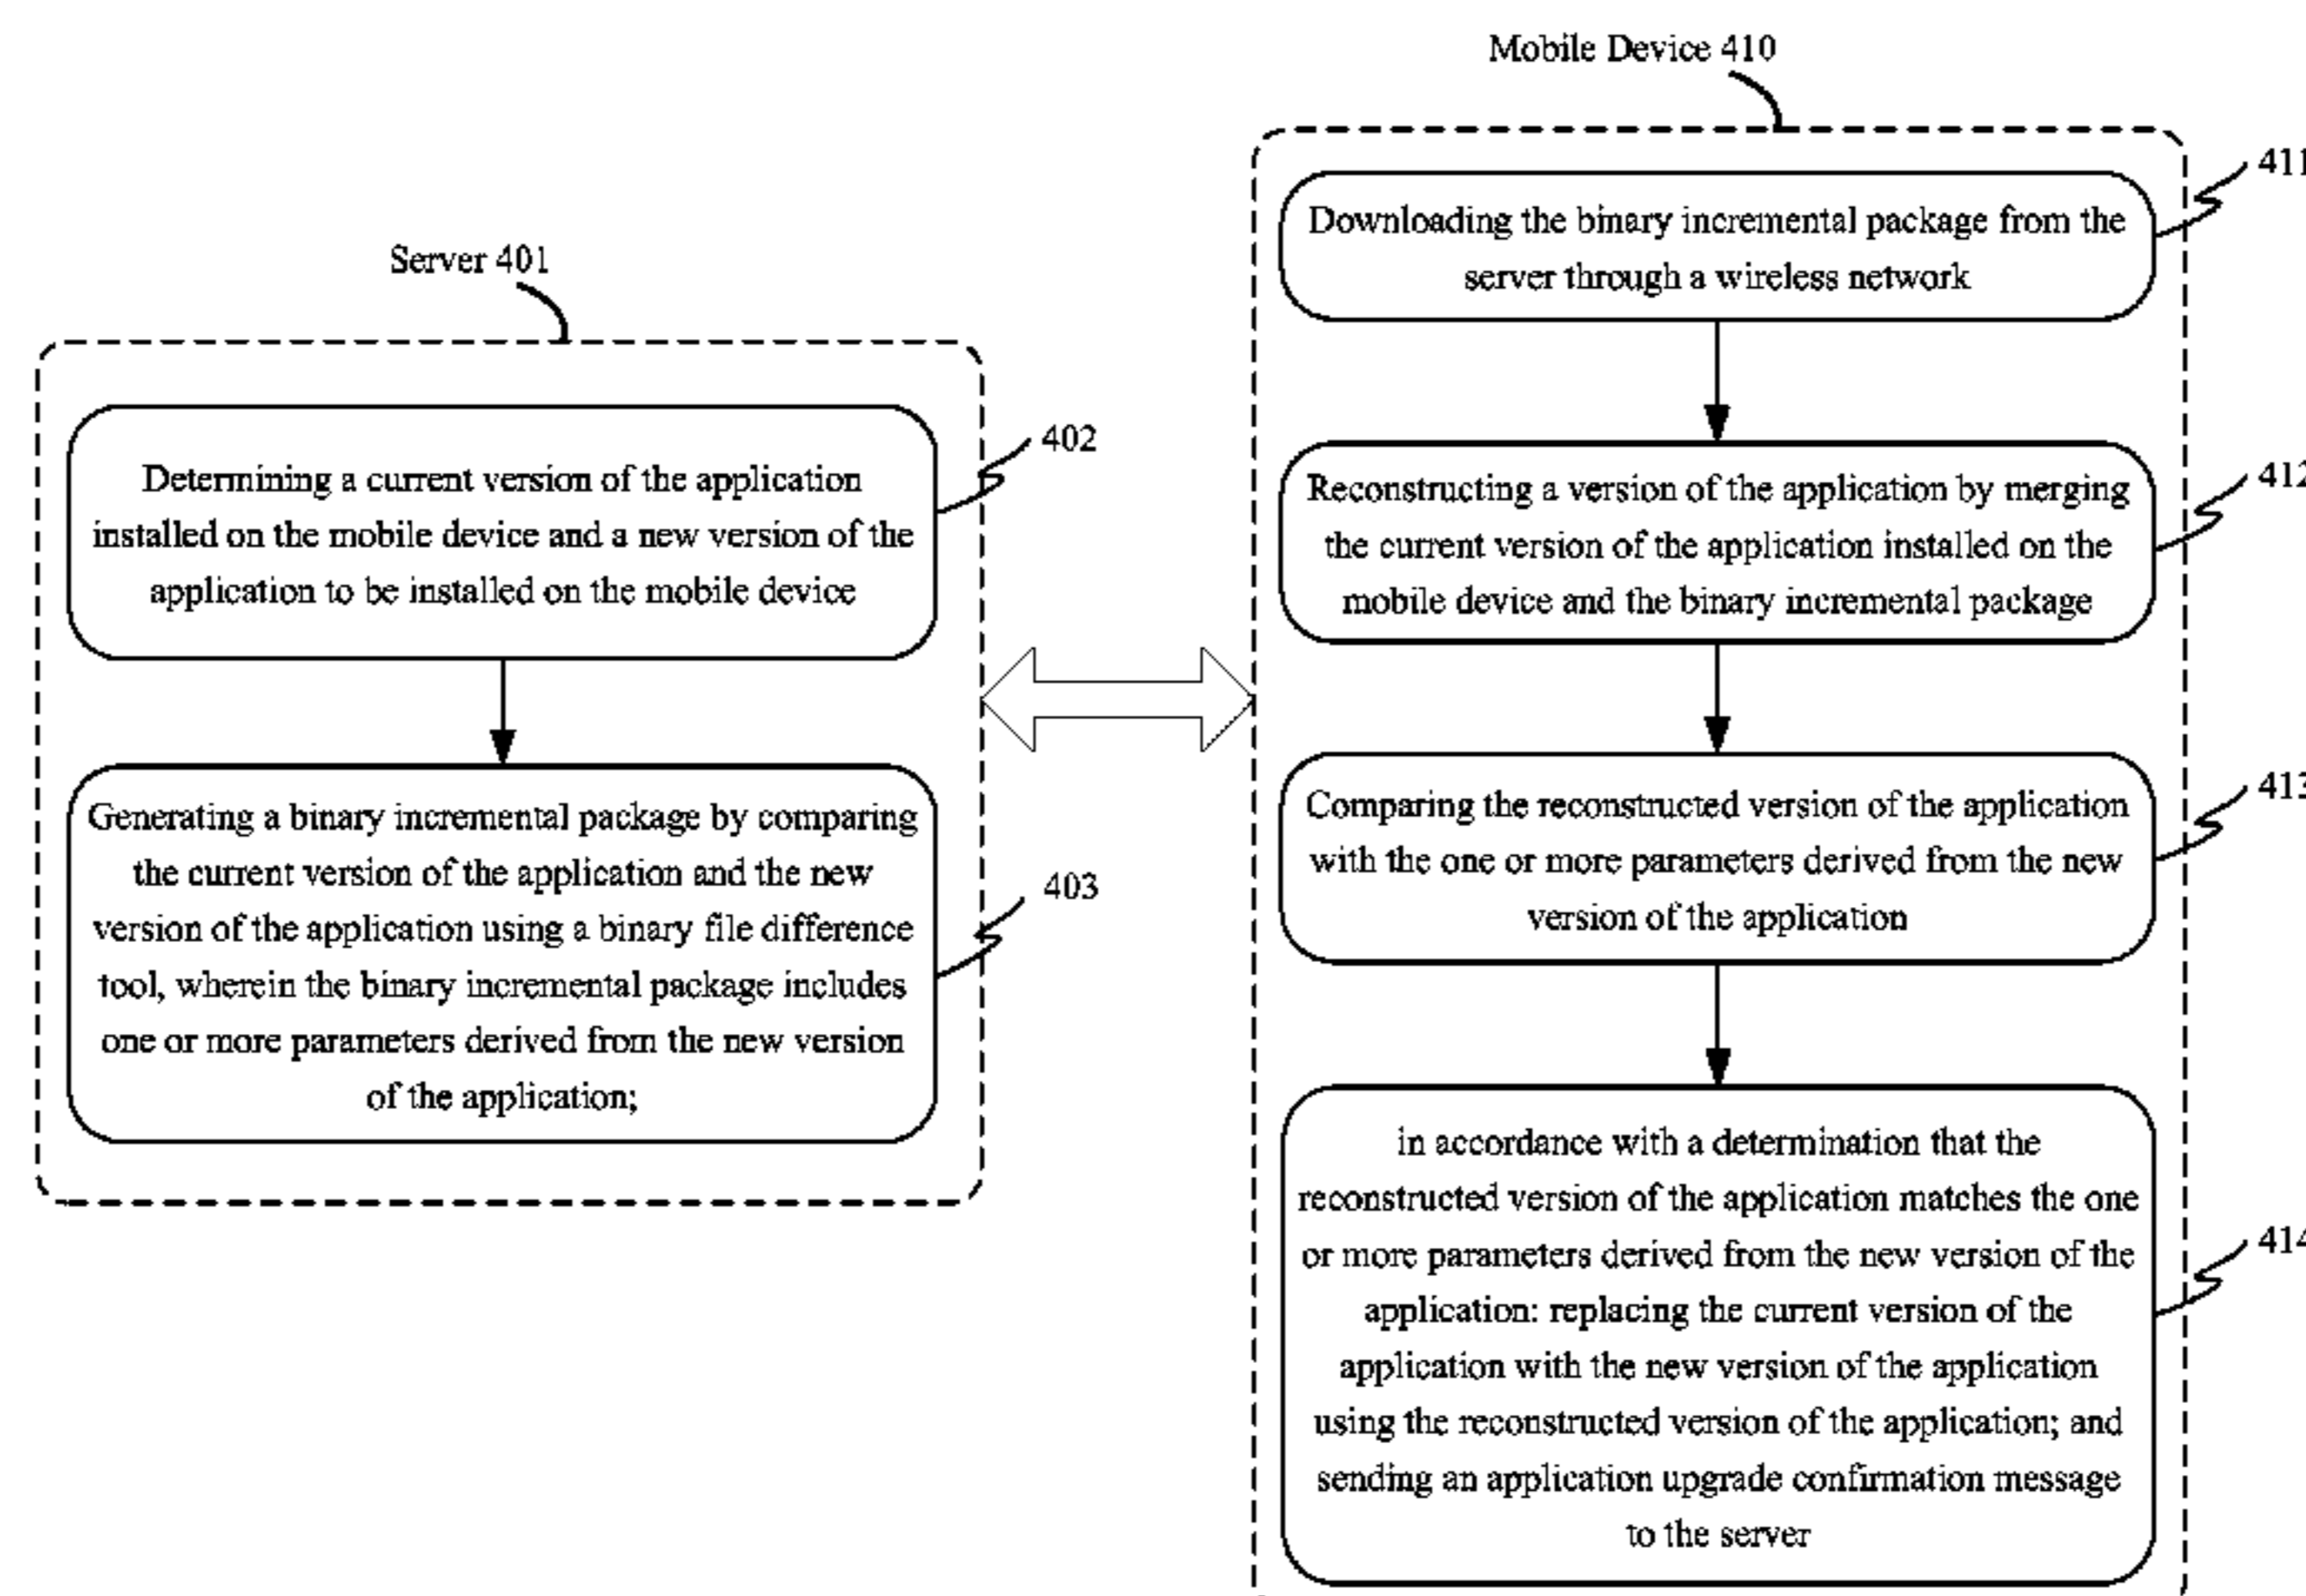 Server 401
Determining a current version of the application
installed on the mobile device and a new version of the
application to be installed on the mobile device
402
Generating a binary incremental package by comparing
the current version of the application and the new
version of the application using a binary file difference
tool, wherein the binary incremental package includes
one or more parameters derived from the new version
of the application;
403
Mobile Device 410
Downloading the binary incremental package from the
server through a wireless network
411
Reconstructing a version of the application by merging
the current version of the application installed on the
mobile device and the binary incremental package
412
Comparing the reconstructed version of the application
with the one or more parameters derived from the new
version of the application
413
in accordance with a determination that the
reconstructed version of the application matches the one
or more parameters derived from the new version of the
application: replacing the current version of the
application with the new version of the application
using the reconstructed version of the application; and
sending an application upgrade confirmation message
to the server
414